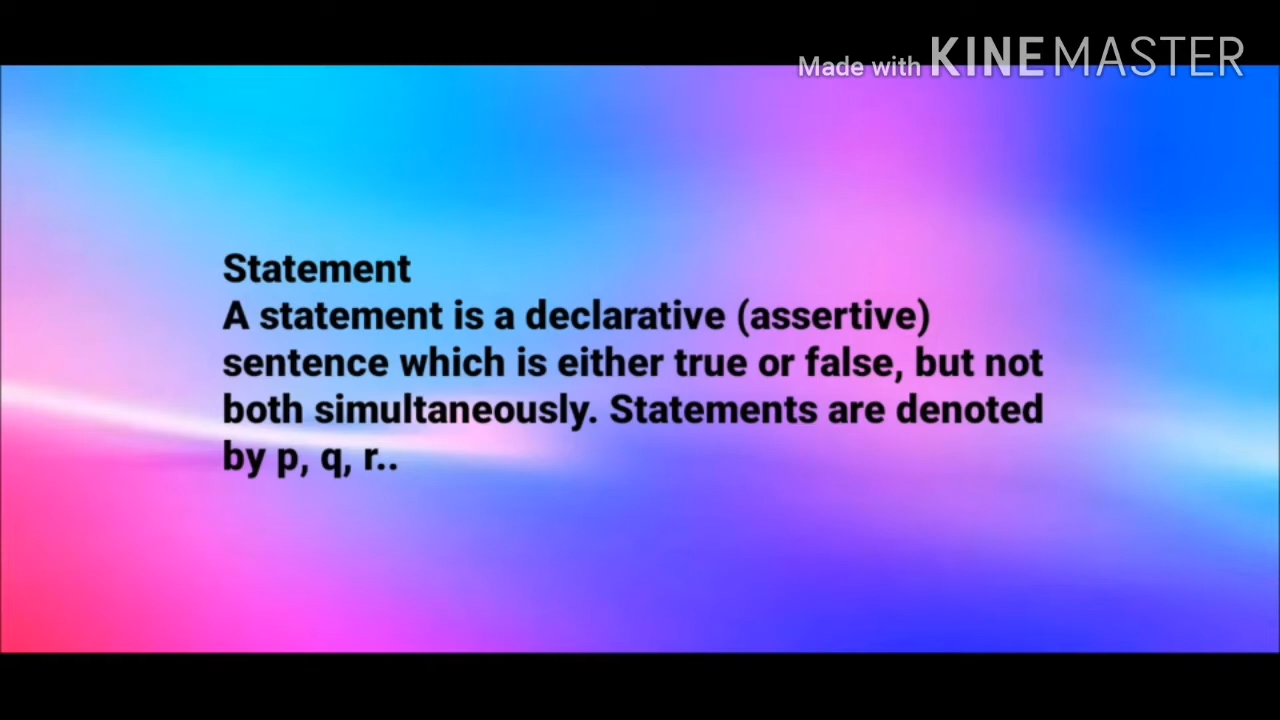 Made with KINEMASTER
Statement
A statement is a declarative (assertive)
sentence which is either true or false, but not
both simultaneously. Statements are denoted
by p, q, r..